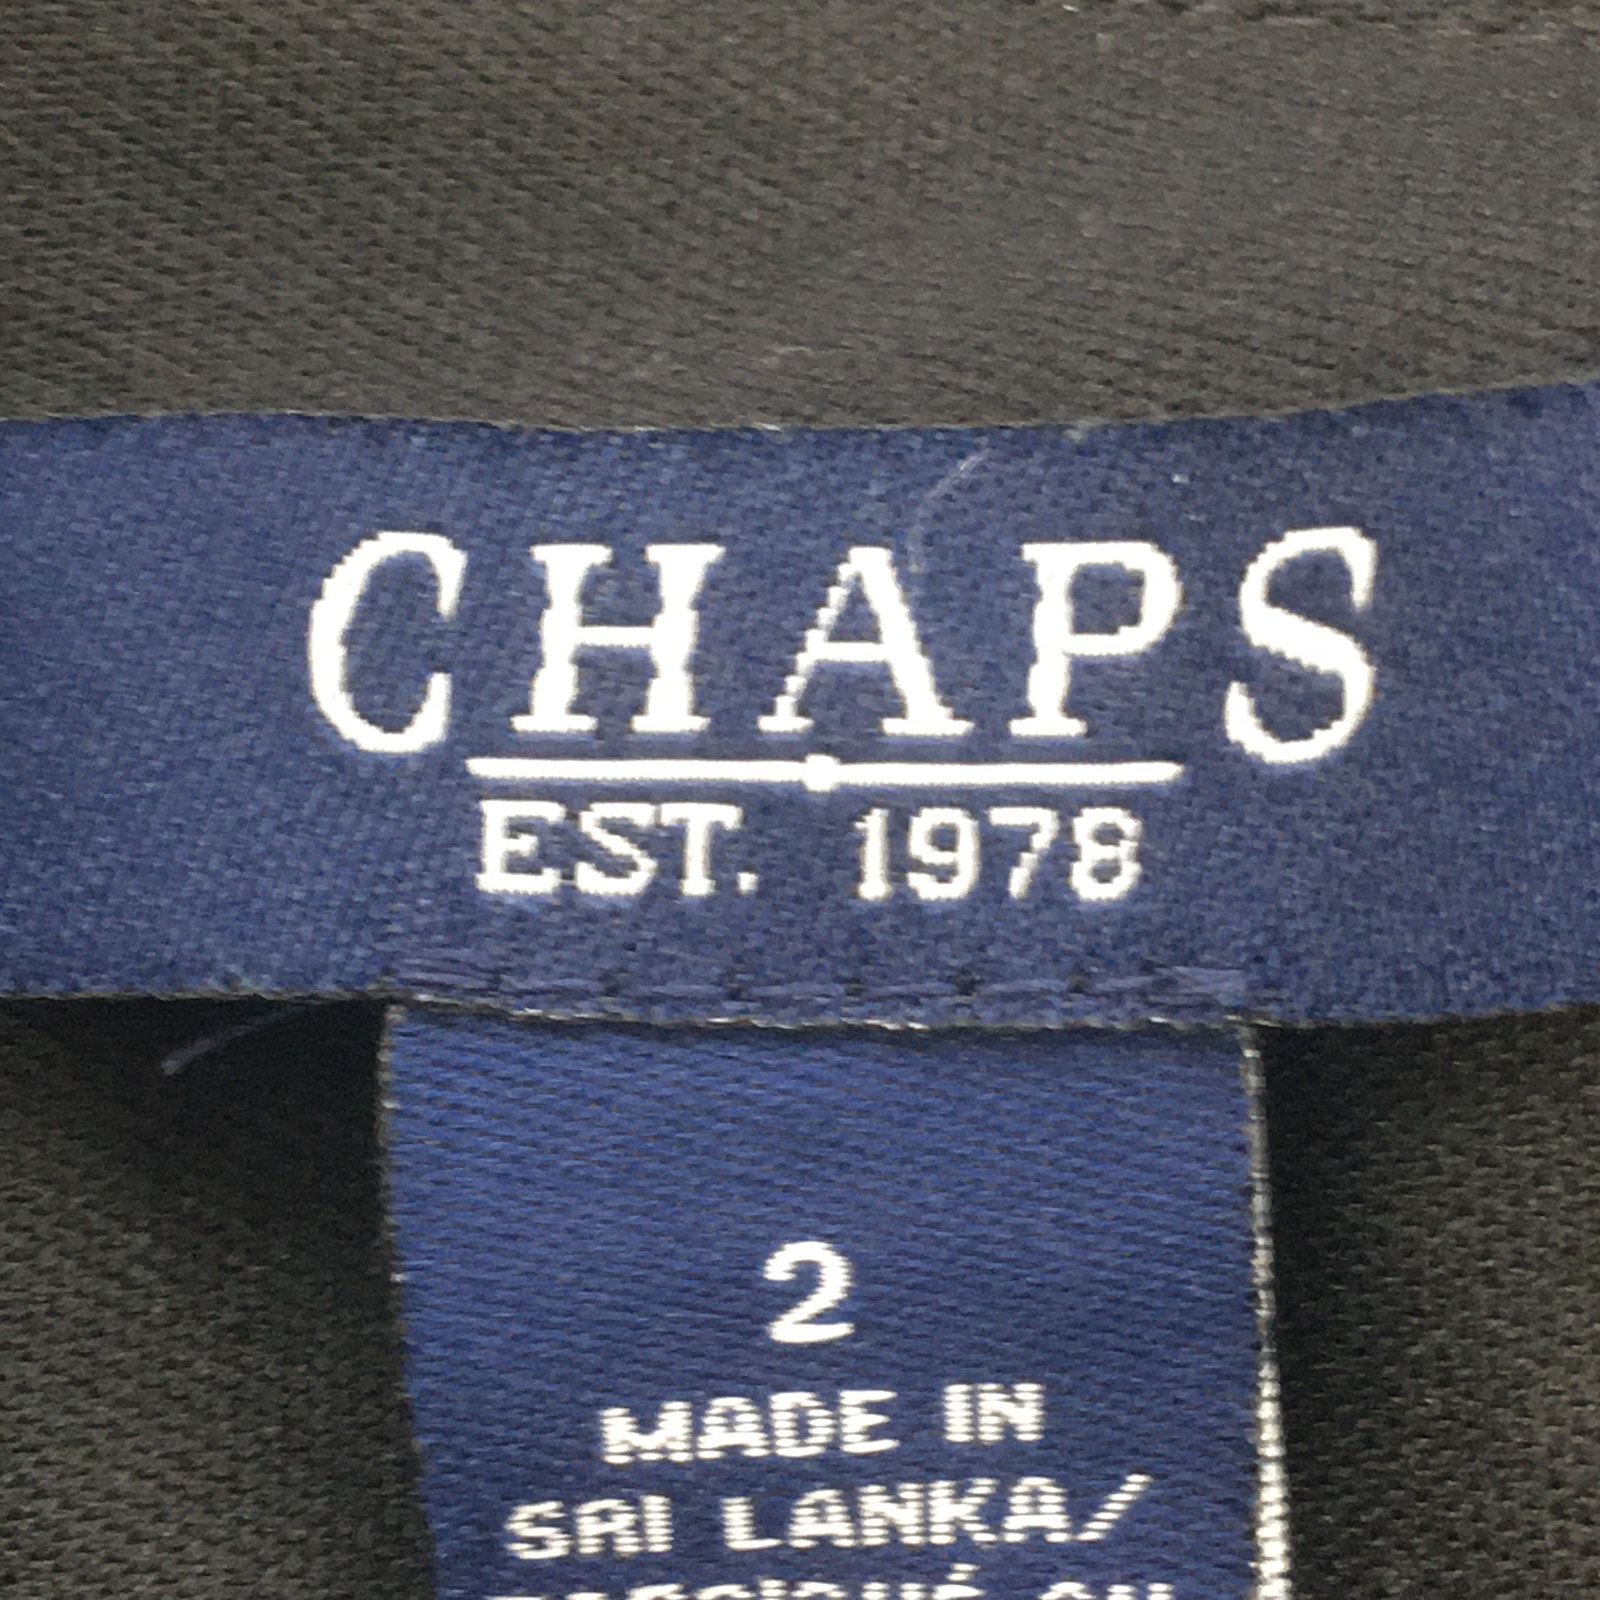 CHAPS
EST. 1978
2
MADE IN
SRI LANKA/